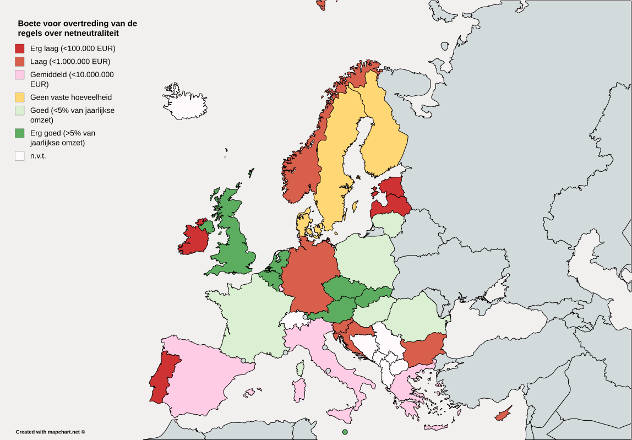 Boete voor overtreding van de
regels over netneutraliteit
Erg laag (<100.000 EUR)
Laag (<1.000.000 EUR)
Gemiddeld (<10.000.000
EUR)
Geen vaste hoeveelheid
Goed (<5% van jaarlijkse
omzet)
Erg goed (>5% van
jaarlijkse omzet)
n.v.t.
Created with mapchart.net ©